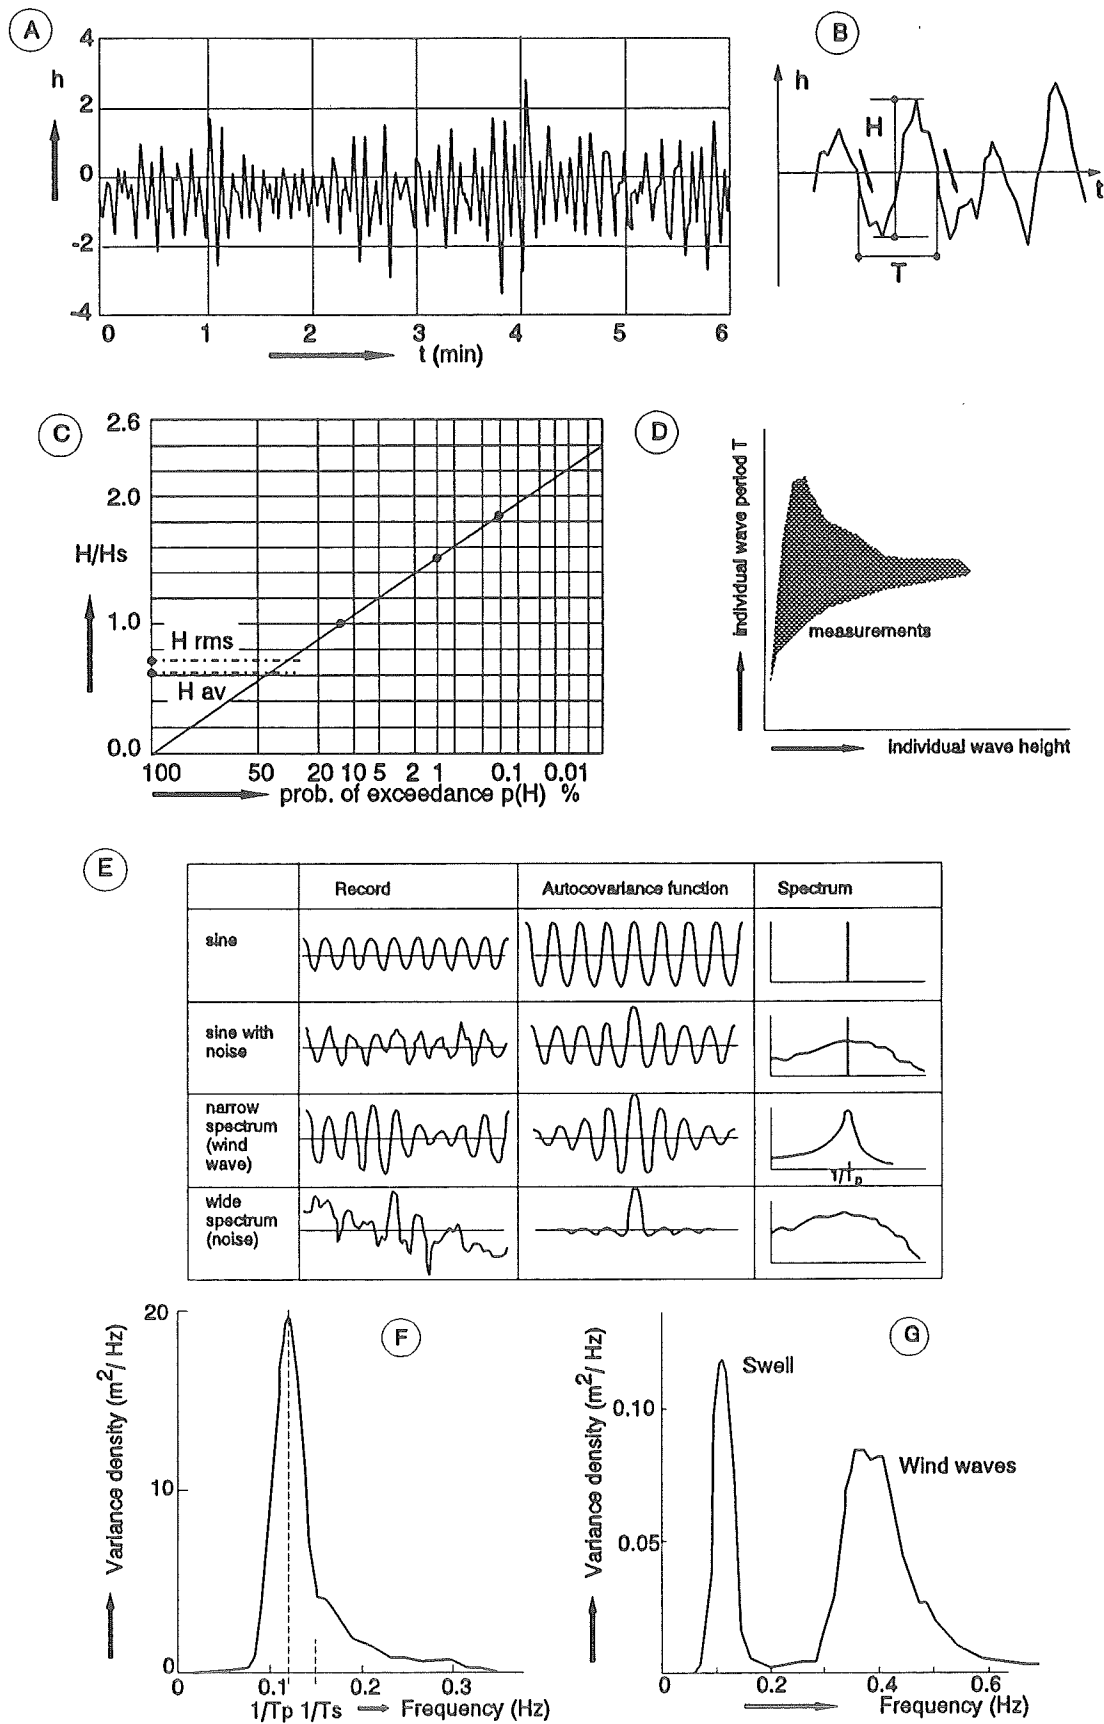 A
4
h
2
0
-2
-4
0 1 2 3 4 5 6
t (min)
B
h
H
t
T
C
2.6
2.0
H/Hs
1.0
H rms
H av
0.0
100 50 20 10 5 2 1 0.1 0.01
prob. of exceedance p(H) %
D
individual wave period T
measurements
individual wave height
E
Record Autocovariance function Spectrum
sine
sine with
noise
narrow
spectrum
(wind
wave)
1/Tp
wide
spectrum
(noise)
F
20
Variance density (m²/ Hz)
10
0
0 0.1 0.2 0.3
1/Tp 1/Ts Frequency (Hz)
G
Variance density (m²/ Hz)
Swell
0.10
Wind waves
0.05
0
0.2 0.4 0.6
Frequency (Hz)